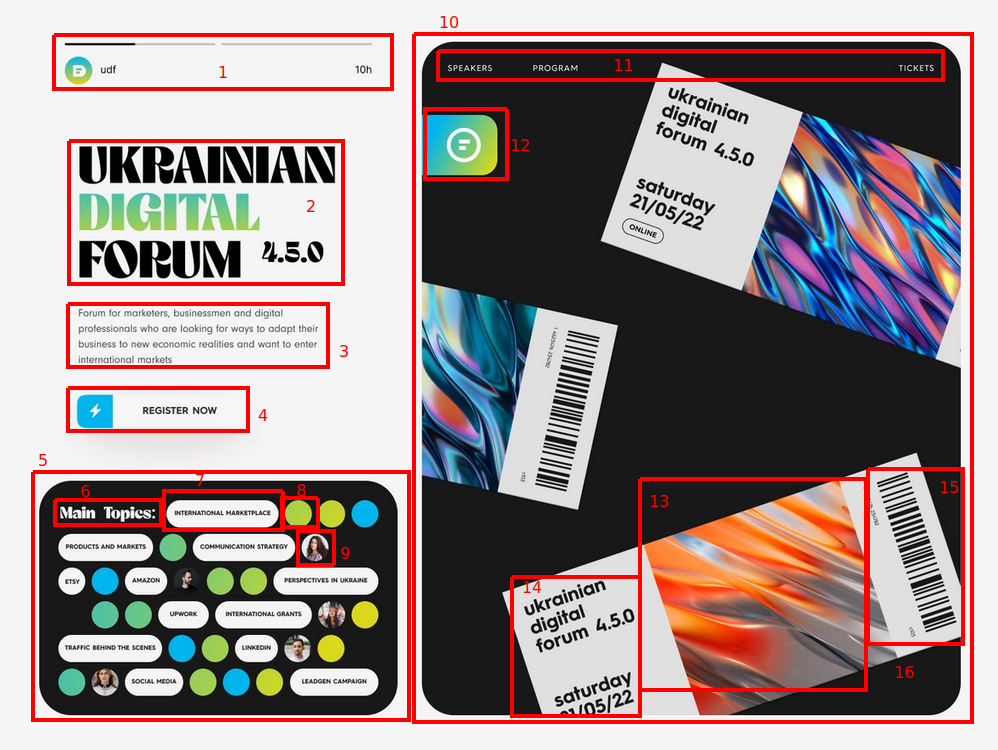 10
udf
10h
1
SPEAKERS
PROGRAM
11
TICKETS
12
UKRAINIAN
DIGITAL
FORUM 4.5.0
2
ukrainian
digital
forum 4.5.0
saturday
21/05/22
ONLINE
Forum for marketers, businessmen and digital
professionals who are looking for ways to adapt their
business to new economic realities and want to enter
international markets
3
REGISTER NOW
4
5
6
7
8
Main Topics:
INTERNATIONAL MARKETPLACE
PRODUCTS AND MARKETS
COMMUNICATION STRATEGY
9
ETSY
AMAZON
PERSPECTIVES IN UKRAINE
UPWORK
INTERNATIONAL GRANTS
TRAFFIC BEHIND THE SCENES
LINKEDIN
SOCIAL MEDIA
LEADGEN CAMPAIGN
13
14
ukrainian
digital
forum 4.5.0
saturday
21/05/22
15
16